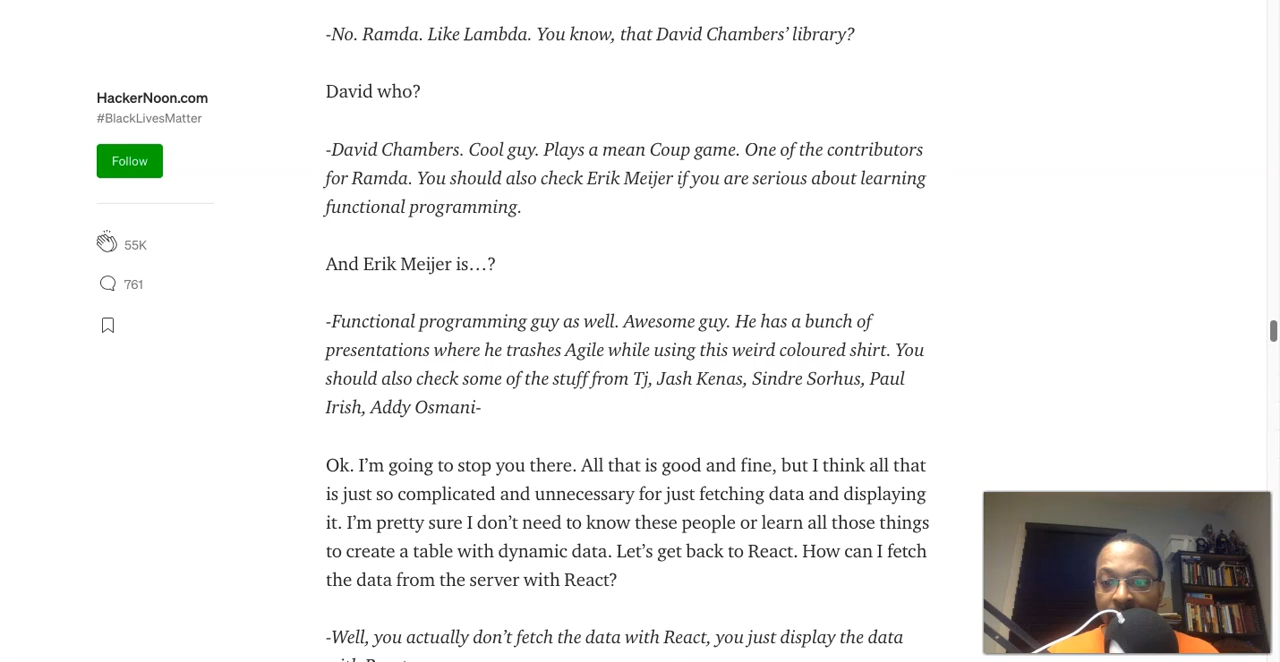 -No. Ramda. Like Lambda. You know, that David Chambers’ library?
HackerNoon.com
#BlackLivesMatter
Follow
55K
761
David who?
-David Chambers. Cool guy. Plays a mean Coup game. One of the contributors
for Ramda. You should also check Erik Meijer if you are serious about learning
functional programming.
And Erik Meijer is…?
-Functional programming guy as well. Awesome guy. He has a bunch of
presentations where he trashes Agile while using this weird coloured shirt. You
should also check some of the stuff from Tj, Jash Kenas, Sindre Sorhus, Paul
Irish, Addy Osmani-
Ok. I’m going to stop you there. All that is good and fine, but I think all that
is just so complicated and unnecessary for just fetching data and displaying
it. I’m pretty sure I don’t need to know these people or learn all those things
to create a table with dynamic data. Let’s get back to React. How can I fetch
the data from the server with React?
-Well, you actually don’t fetch the data with React, you just display the data